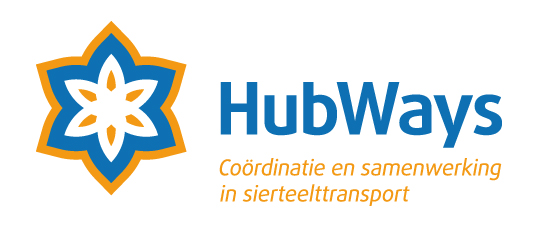 HubWays
Coördinatie en samenwerking
in sierteelttransport